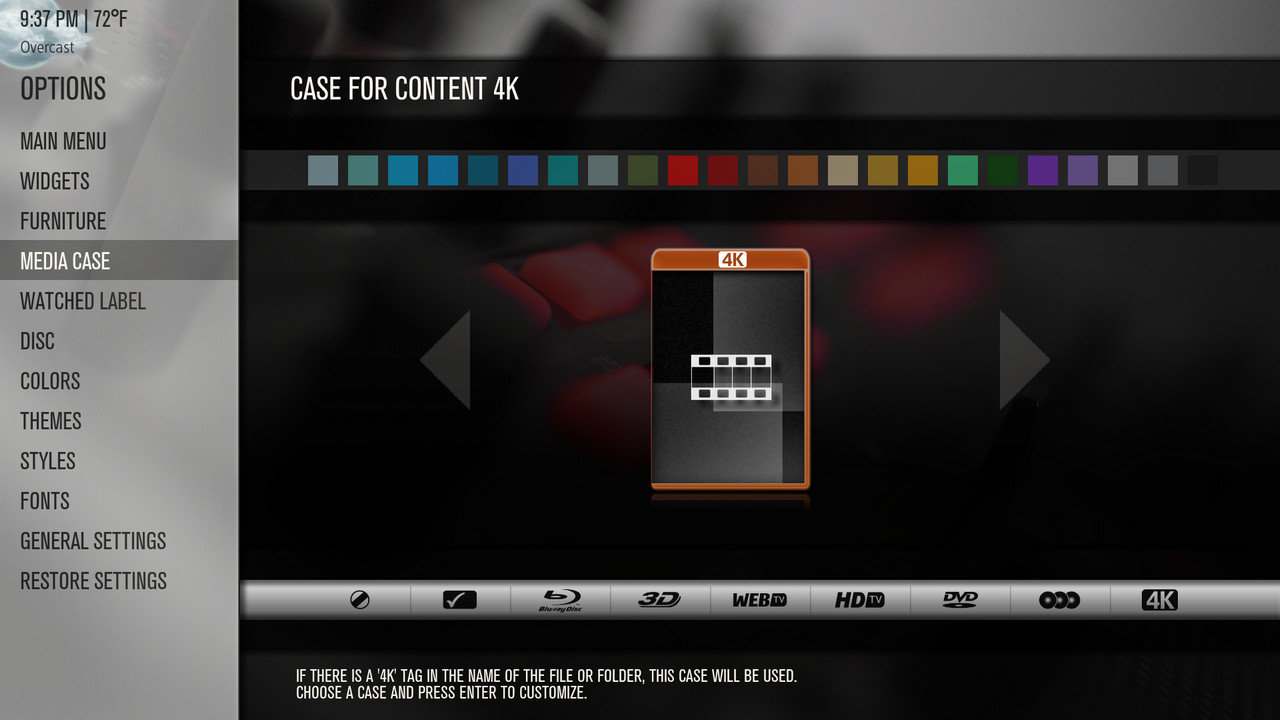 9:37 PM | 72°F
Overcast
OPTIONS
MAIN MENU
WIDGETS
FURNITURE
MEDIA CASE
WATCHED LABEL
DISC
COLORS
THEMES
STYLES
FONTS
GENERAL SETTINGS
RESTORE SETTINGS
CASE FOR CONTENT 4K
4K
Blu-ray Disc 3D WEB TV HD TV DVD 4K
IF THERE IS A '4K' TAG IN THE NAME OF THE FILE OR FOLDER, THIS CASE WILL BE USED.
CHOOSE A CASE AND PRESS ENTER TO CUSTOMIZE.